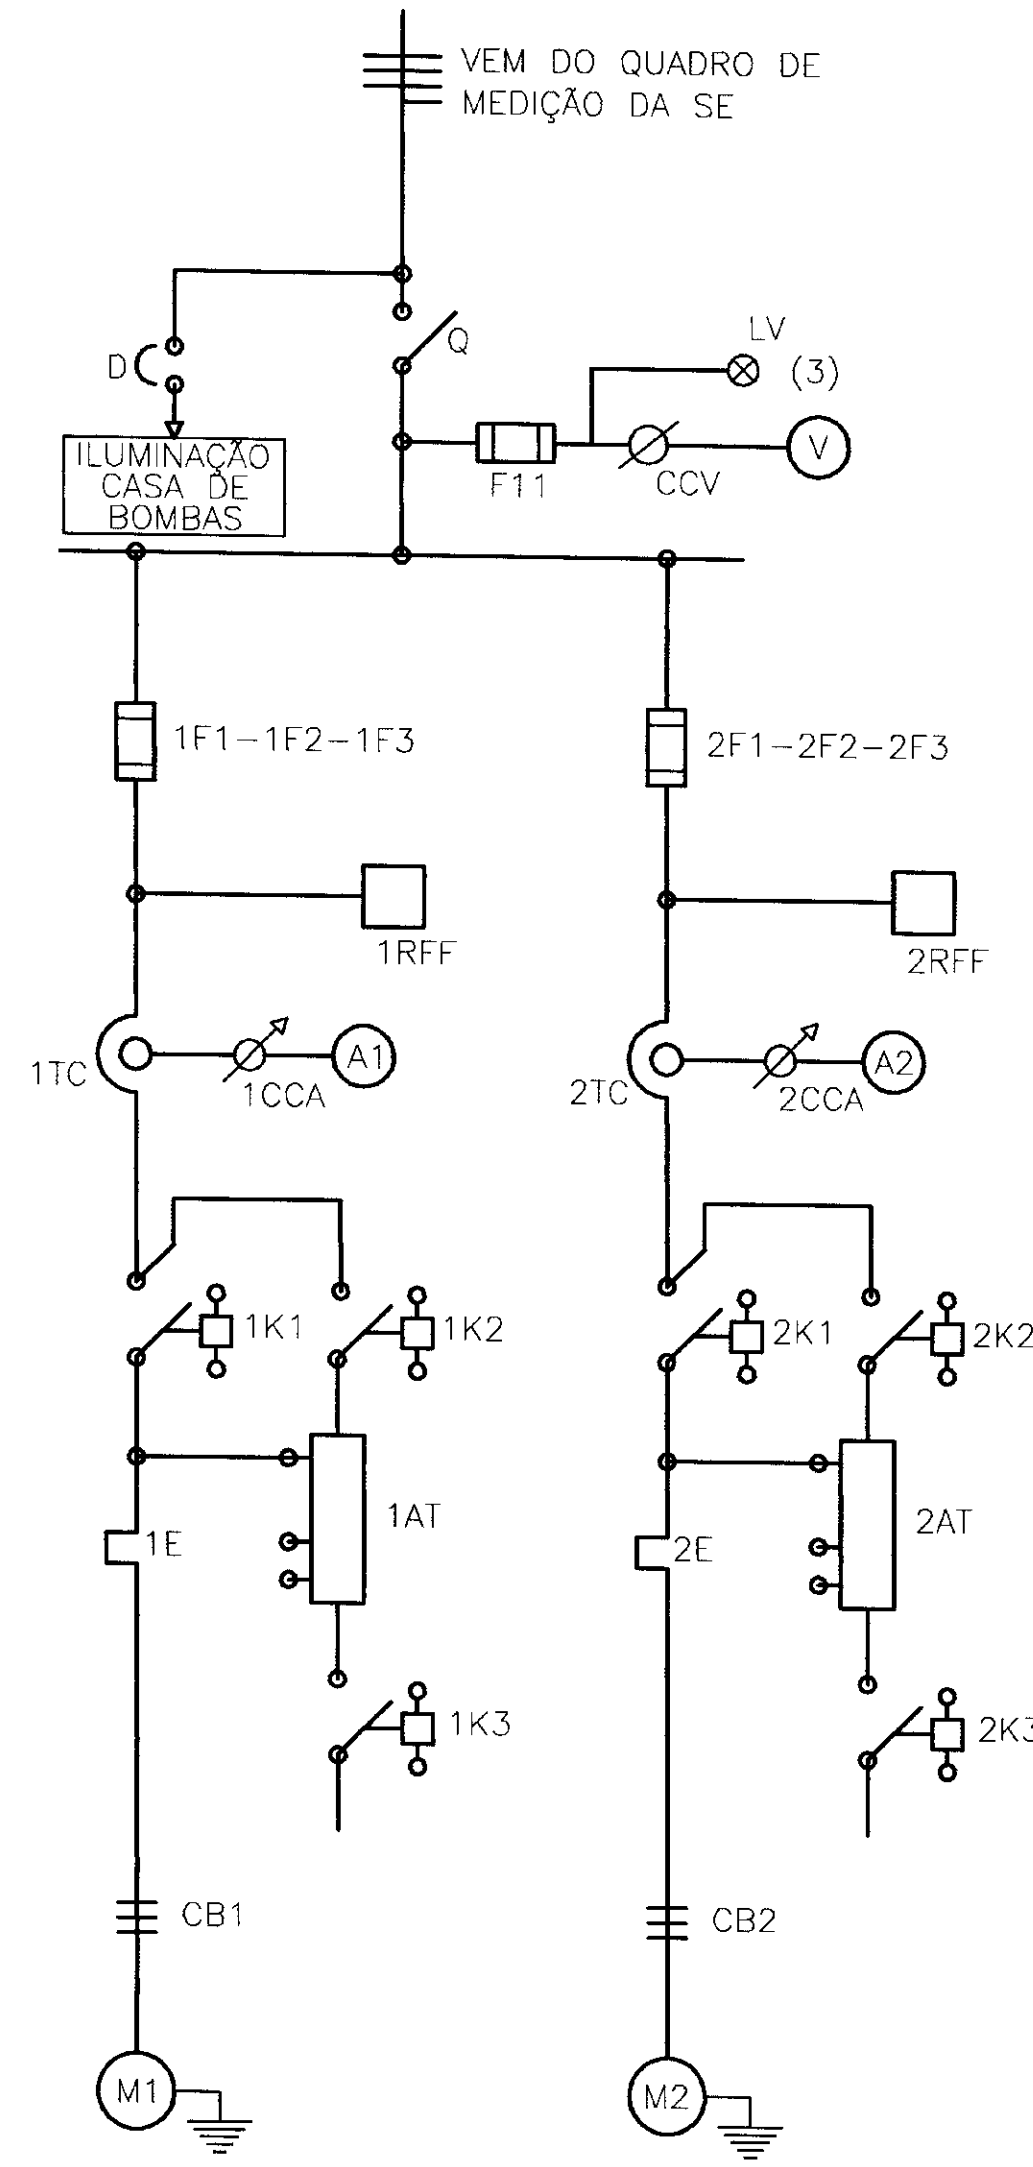 VEM DO QUADRO DE
MEDIÇÃO DA SE
D
Q
LV
(3)
ILUMINAÇÃO
CASA DE
BOMBAS
F11
CCV
V
1F1-1F2-1F3
2F1-2F2-2F3
1RFF
2RFF
1TC
1CCA
A1
2TC
2CCA
A2
1K1
1K2
2K1
2K2
1E
1AT
2E
2AT
1K3
2K3
CB1
CB2
M1
M2